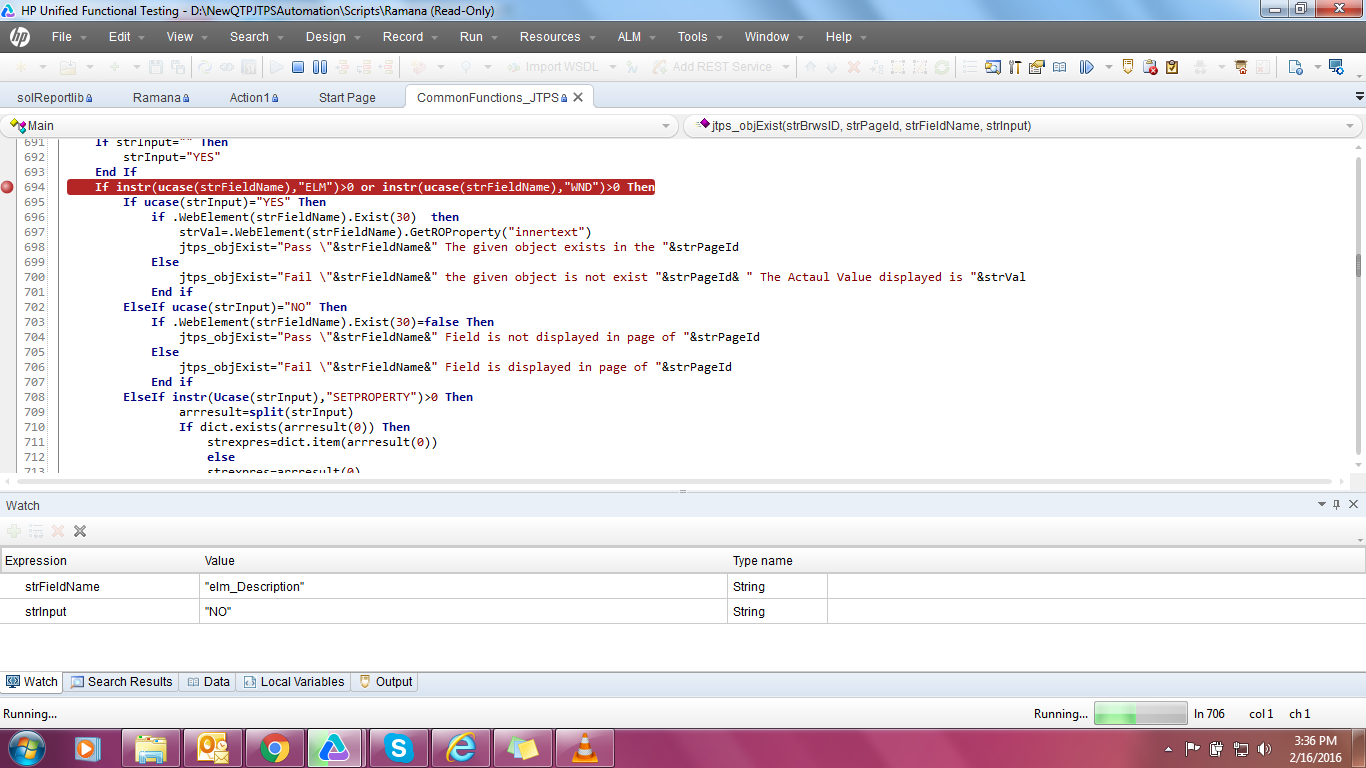 HP Unified Functional Testing - D:\NewQTPJTPSAutomation\Scripts\Ramana (Read-Only)
hp File Edit View Search Design Record Run Resources ALM Tools Window Help
Import WSDL Add REST Service
solReportlib Ramana Action1 Start Page CommonFunctions_JTPS
Main jtps_objExist(strBrwsID, strPageId, strFieldName, strInput)
691 If strInput="" Then
692 strInput="YES"
693 End If
694 If instr(ucase(strFieldName),"ELM")>0 or instr(ucase(strFieldName),"WND")>0 Then
695 If ucase(strInput)="YES" Then
696 if .WebElement(strFieldName).Exist(30)  then
697 strVal=.WebElement(strFieldName).GetROProperty("innertext")
698 jtps_objExist="Pass \"&strFieldName&" The given object exists in the "&strPageId
699 Else
700 jtps_objExist="Fail \"&strFieldName&" the given object is not exist "&strPageId& " The Actaul Value displayed is "&strVal
701 End if
702 ElseIf ucase(strInput)="NO" Then
703 If .WebElement(strFieldName).Exist(30)=false Then
704 jtps_objExist="Pass \"&strFieldName&" Field is not displayed in page of "&strPageId
705 Else
706 jtps_objExist="Fail \"&strFieldName&" Field is displayed in page of "&strPageId
707 End if
708 ElseIf instr(Ucase(strInput),"SETPROPERTY")>0 Then
709 arrresult=split(strInput)
710 If dict.exists(arrresult(0)) Then
711 strexpres=dict.item(arrresult(0))
712 else
713 strexpres=arrresult(0)
Watch
Expression Value Type name
strFieldName "elm_Description" String
strInput "NO" String
Watch Search Results Data Local Variables Output
Running... Running... ln 706 col 1 ch 1
3:36 PM
2/16/2016